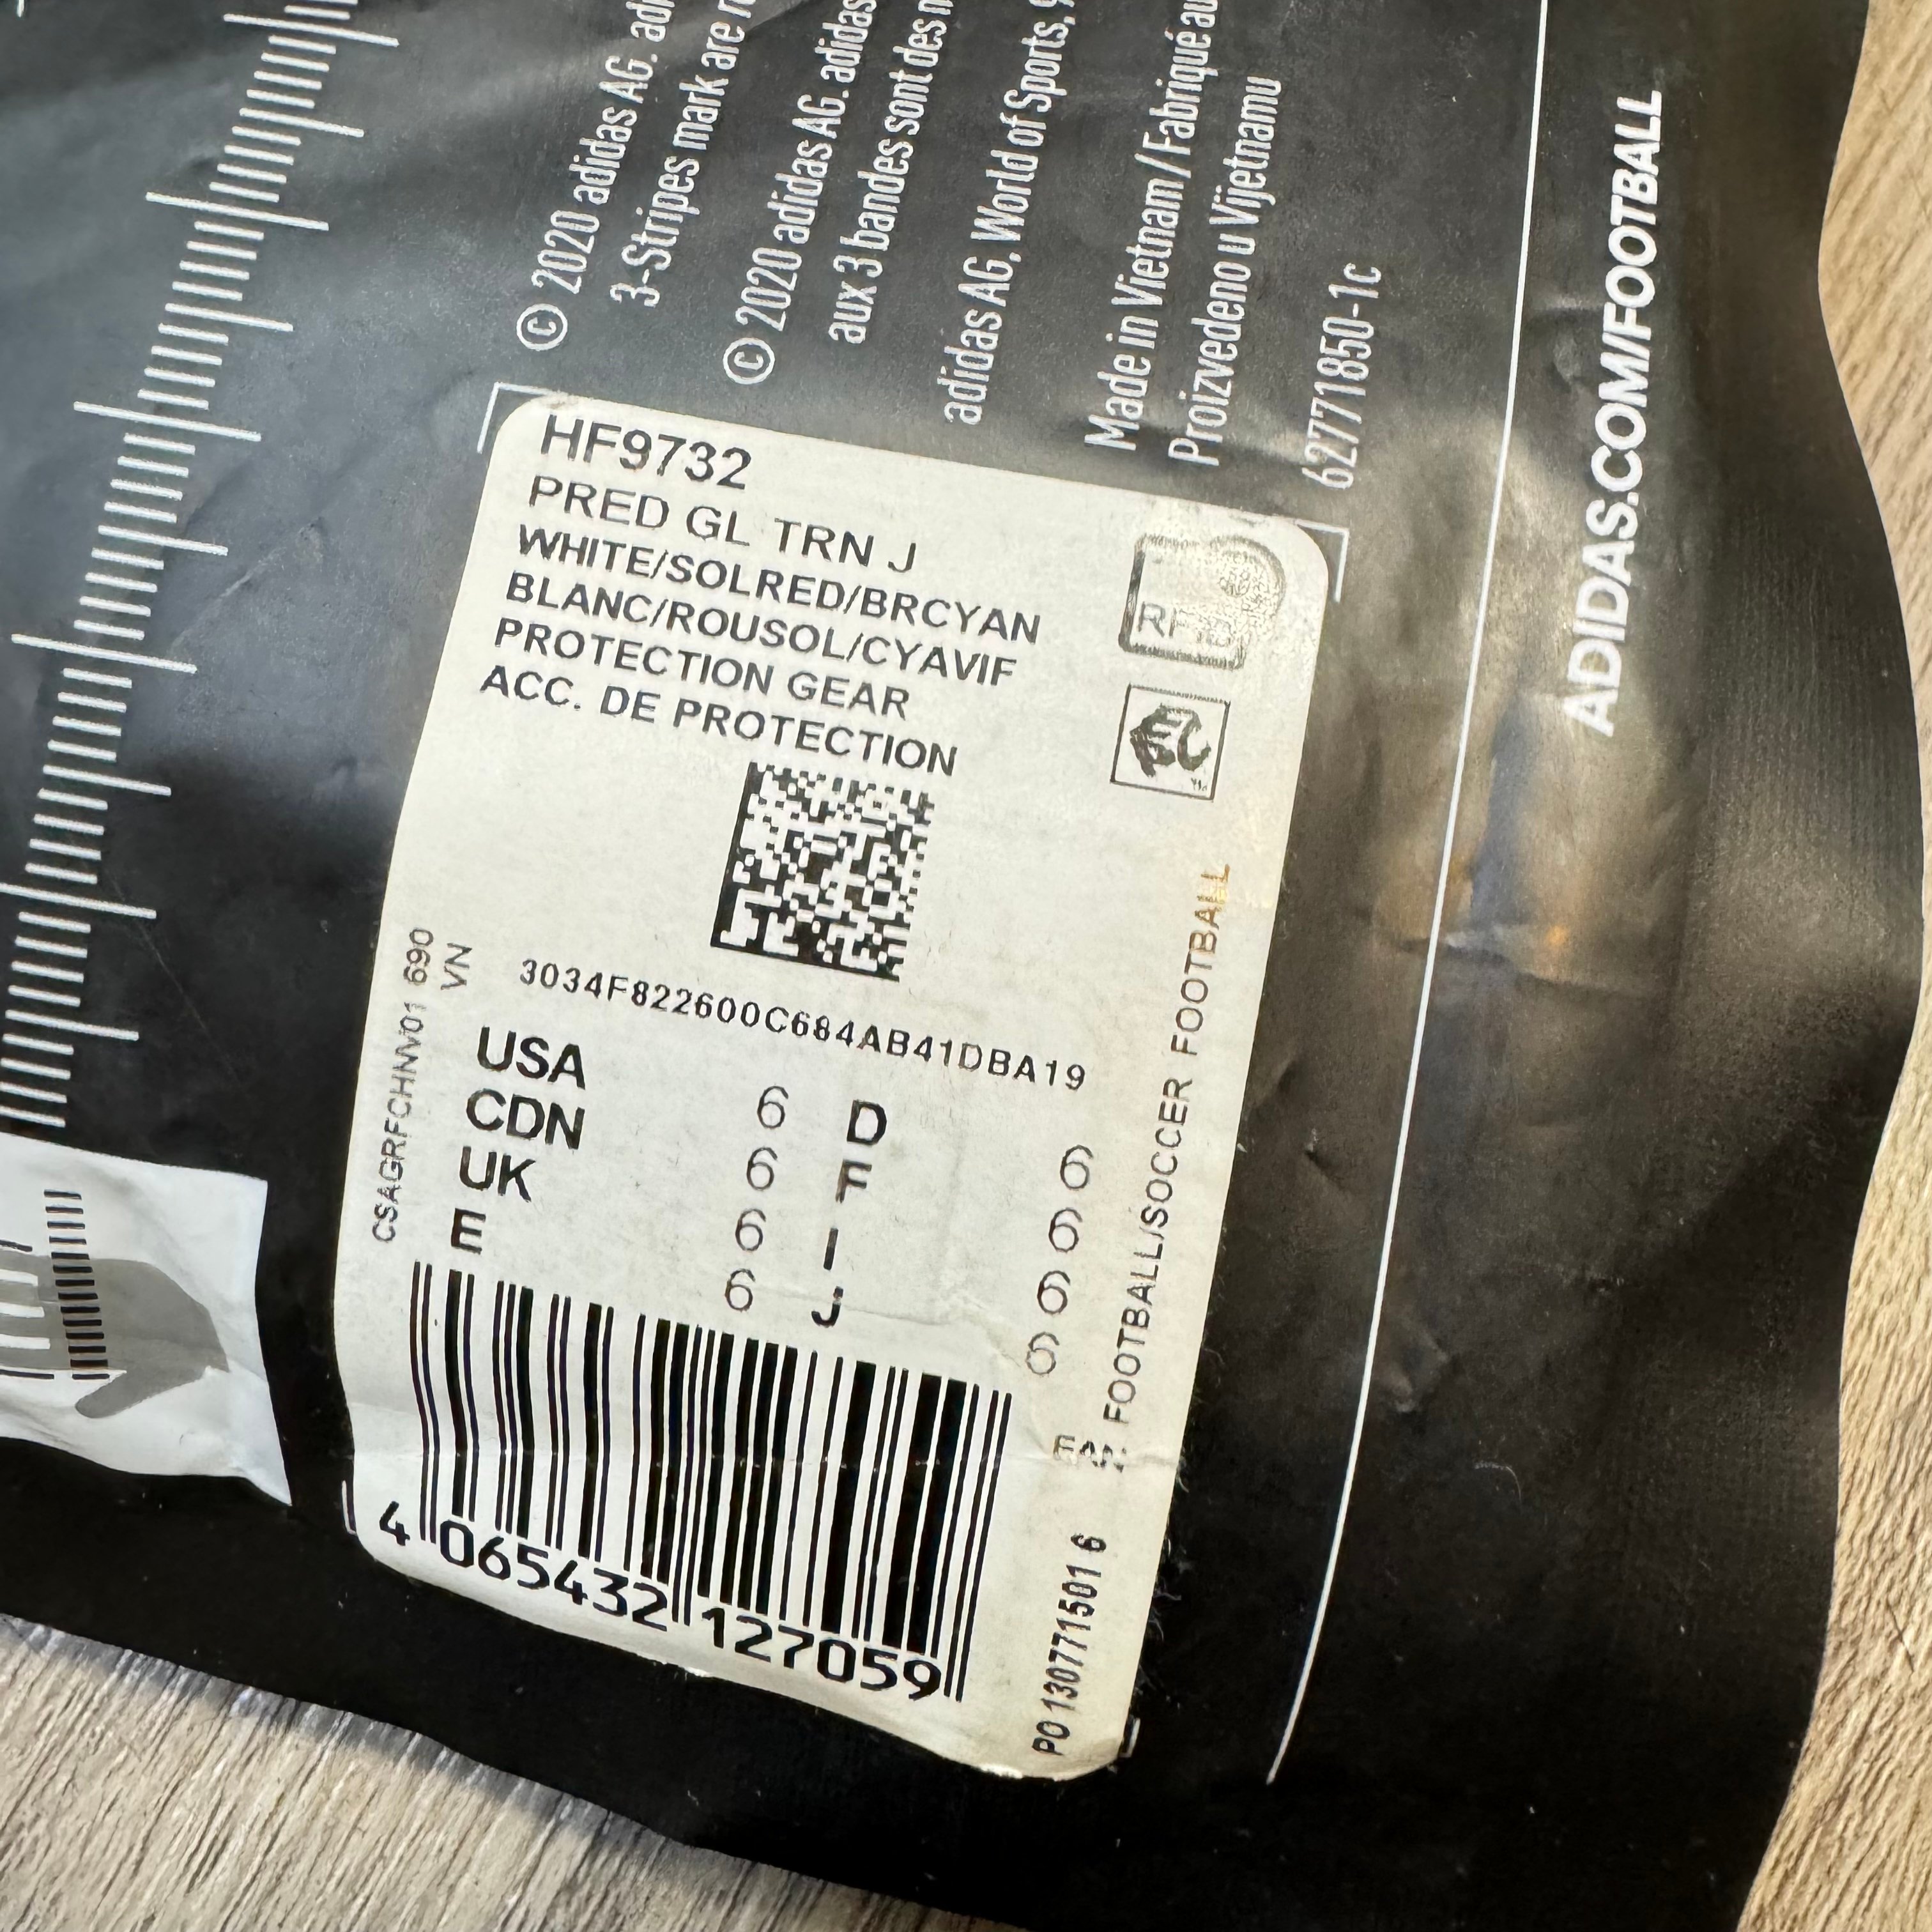 © 2020 adidas AG.
3-Stripes mark are
© 2020 adidas AG. adidas
aux 3 bandes sont des
adidas AG, World of Sports,
Made in Vietnam / Fabriqué au
Proizvedeno u Vijetnamu
62771850-1c
ADIDAS.COM/FOOTBALL
HF9732
PRED GL TRN J
WHITE/SOLRED/BRCYAN
BLANC/ROUSOL/CYAVIF
PROTECTION GEAR
ACC. DE PROTECTION
RFID
3034F822600C684AB41DBA19
CSAGRFCHNV01 690
VN
USA 6 D 6
CDN 6 F 6
UK 6 I 6
E 6 J 6
4 065432 127059
FOOTBALL/SOCCER FOOTBALL
PO 1307715016 6